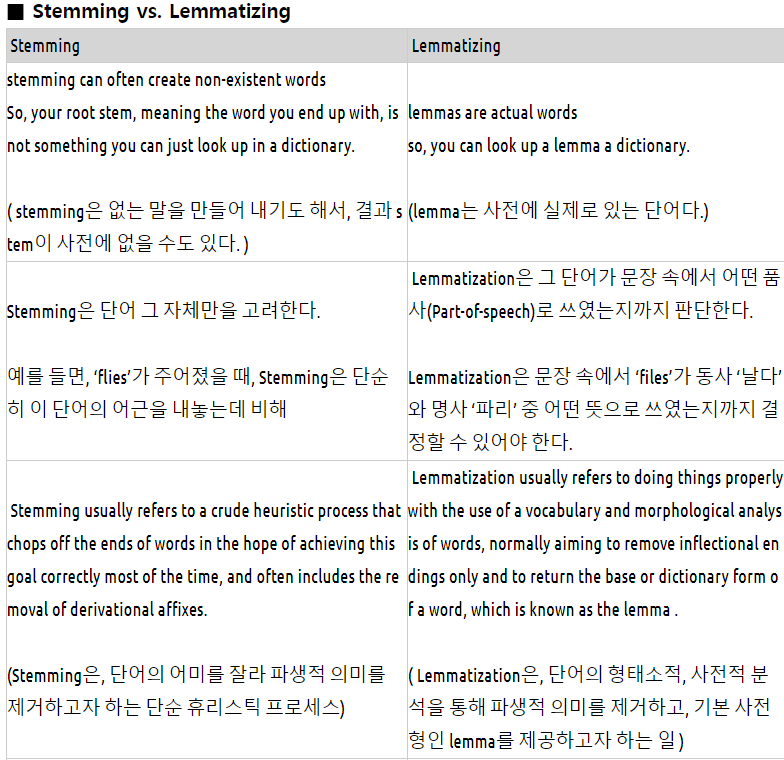 ■ Stemming vs. Lemmatizing
Stemming
Lemmatizing
stemming can often create non-existent words
So, your root stem, meaning the word you end up with, is
not something you can just look up in a dictionary.
( stemming은 없는 말을 만들어 내기도 해서, 결과 s
tem이 사전에 없을 수도 있다. )
lemmas are actual words
so, you can look up a lemma a dictionary.
(lemma는 사전에 실제로 있는 단어다.)
Stemming은 단어 그 자체만을 고려한다.
예를 들면, ‘flies’가 주어졌을 때, Stemming은 단순
히 이 단어의 어근을 내놓는데 비해
Lemmatization은 그 단어가 문장 속에서 어떤 품
사(Part-of-speech)로 쓰였는지까지 판단한다.
Lemmatization은 문장 속에서 ‘files’가 동사 ‘날다’
와 명사 ‘파리’ 중 어떤 뜻으로 쓰였는지까지 결
정할 수 있어야 한다.
Stemming usually refers to a crude heuristic process that
chops off the ends of words in the hope of achieving this
goal correctly most of the time, and often includes the re
moval of derivational affixes.
(Stemming은, 단어의 어미를 잘라 파생적 의미를
제거하고자 하는 단순 휴리스틱 프로세스)
Lemmatization usually refers to doing things properly
with the use of a vocabulary and morphological analys
is of words, normally aiming to remove inflectional en
dings only and to return the base or dictionary form o
f a word, which is known as the lemma .
( Lemmatization은, 단어의 형태소적, 사전적 분
석을 통해 파생적 의미를 제거하고, 기본 사전
형인 lemma를 제공하고자 하는 일 )